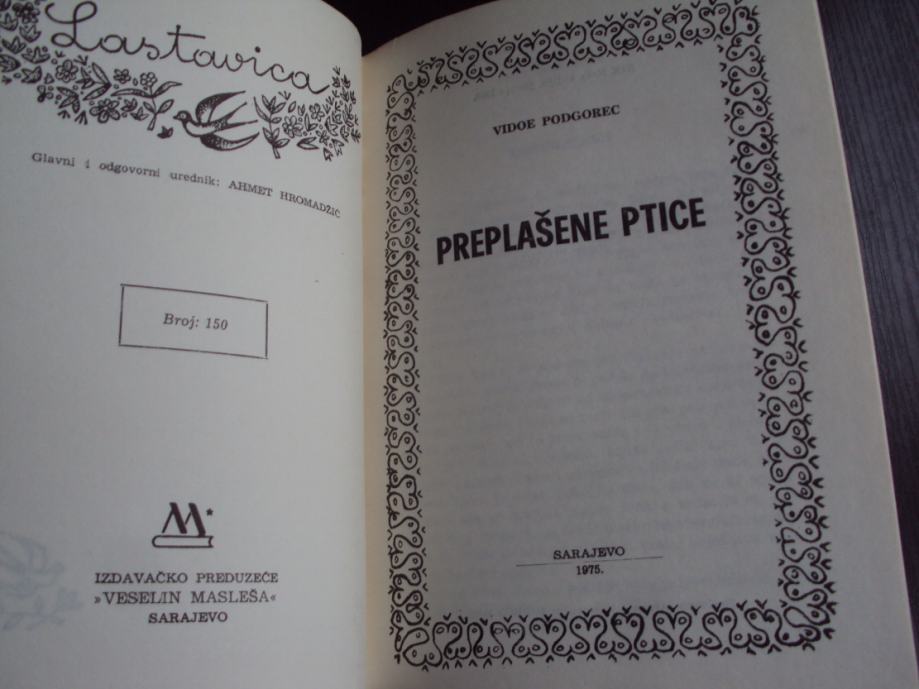 Lastavica
Glavni i odgovorni urednik: AHMET HROMADŽIĆ
Broj: 150
IZDAVAČKO PREDUZEĆE
»VESELIN MASLEŠA«
SARAJEVO
VIDOE PODGOREC
PREPLAŠENE PTICE
SARAJEVO
1975.